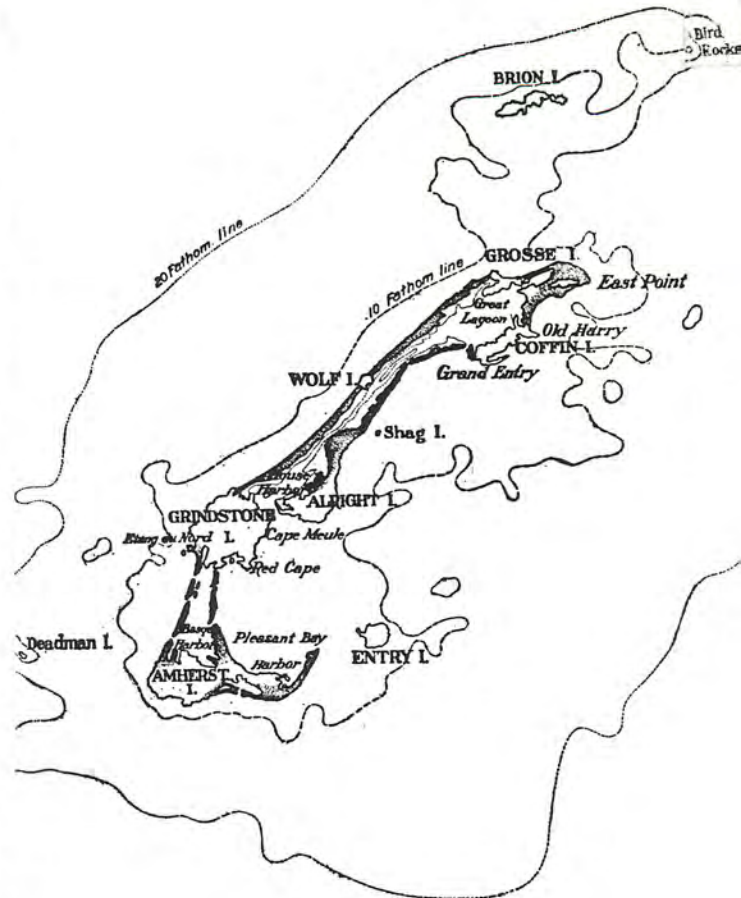 Bird
Rocks
BRION I.
20 Fathom line
10 Fathom line
GROSSE I.
East Point
Great
Lagoon
Old Harry
COFFIN I.
Grand Entry
WOLF I.
Shag I.
House
Harbor
ALRIGHT I.
GRINDSTONE
I.
Etang du Nord
Cape Meule
Red Cape
Deadman I.
Basque
Harbor
Pleasant Bay
Harbor
ENTRY I.
AMHERST
I.